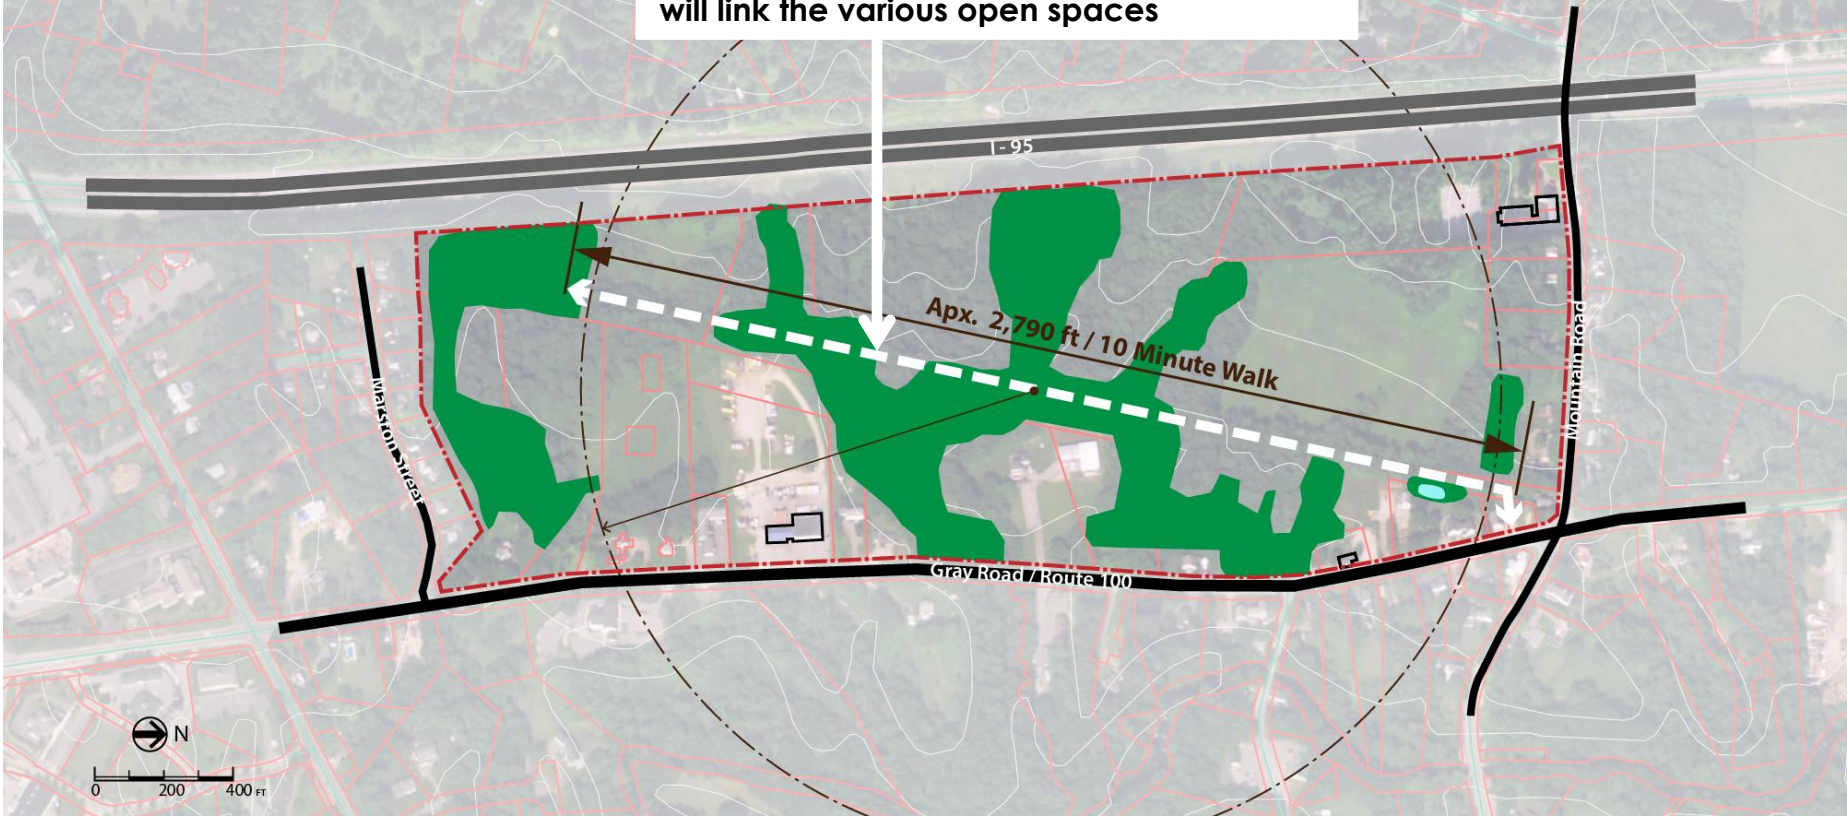 will link the various open spaces
I - 95
Apx. 2,790 ft / 10 Minute Walk
Mountain Road
Marston Street
Gray Road / Route 100
N
0 200 400 FT